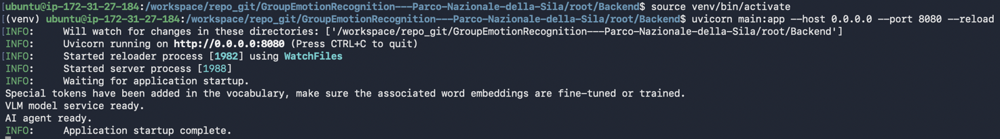 [ubuntu@ip-172-31-27-184:/workspace/repo_git/GroupEmotionRecognition---Parco-Nazionale-della-Sila/root/Backend$ source venv/bin/activate
[(venv) ubuntu@ip-172-31-27-184:/workspace/repo_git/GroupEmotionRecognition---Parco-Nazionale-della-Sila/root/Backend$ uvicorn main:app --host 0.0.0.0 --port 8080 --reload
INFO:     Will watch for changes in these directories: ['/workspace/repo_git/GroupEmotionRecognition---Parco-Nazionale-della-Sila/root/Backend']
INFO:     Uvicorn running on http://0.0.0.0:8080 (Press CTRL+C to quit)
[INFO:     Started reloader process [1982] using WatchFiles
INFO:     Started server process [1988]
INFO:     Waiting for application startup.
Special tokens have been added in the vocabulary, make sure the associated word embeddings are fine-tuned or trained.
VLM model service ready.
AI agent ready.
INFO:     Application startup complete.